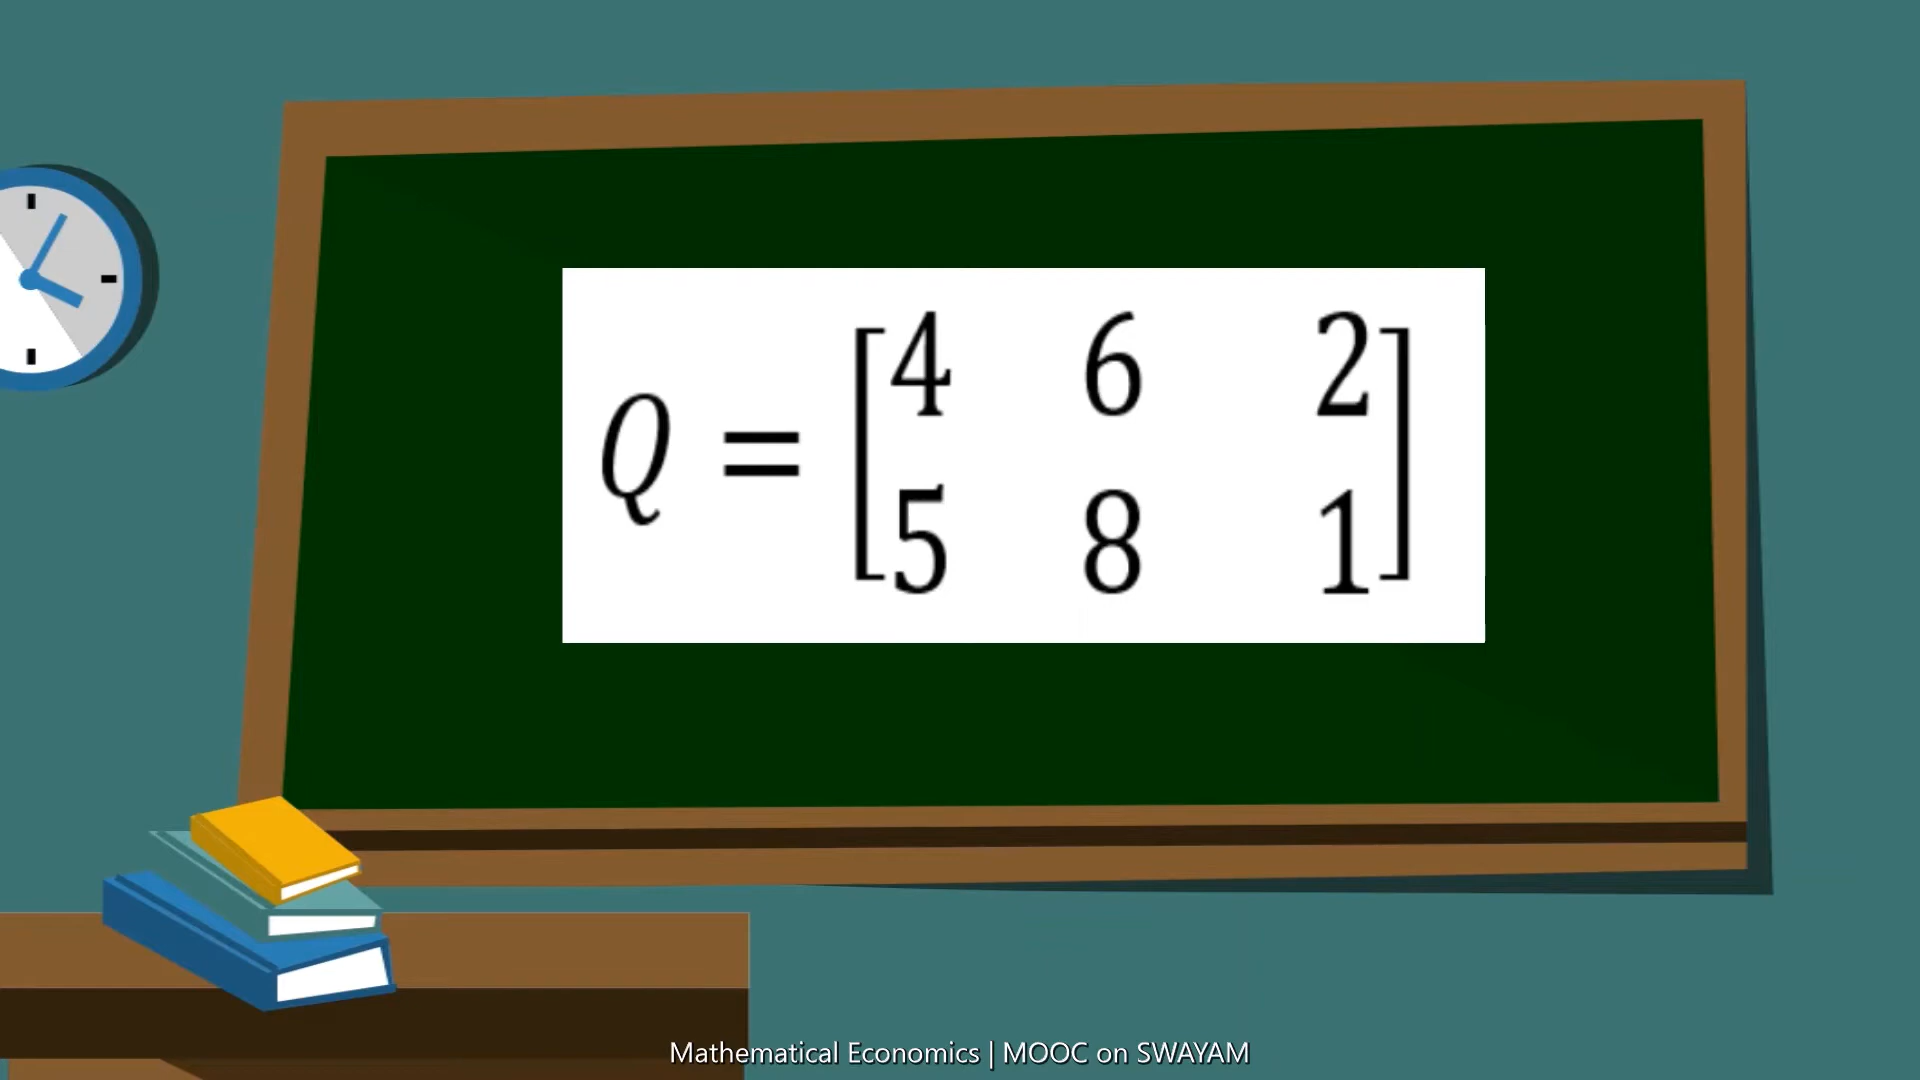 Q = [4 6 2
5 8 1]
Mathematical Economics | MOOC on SWAYAM